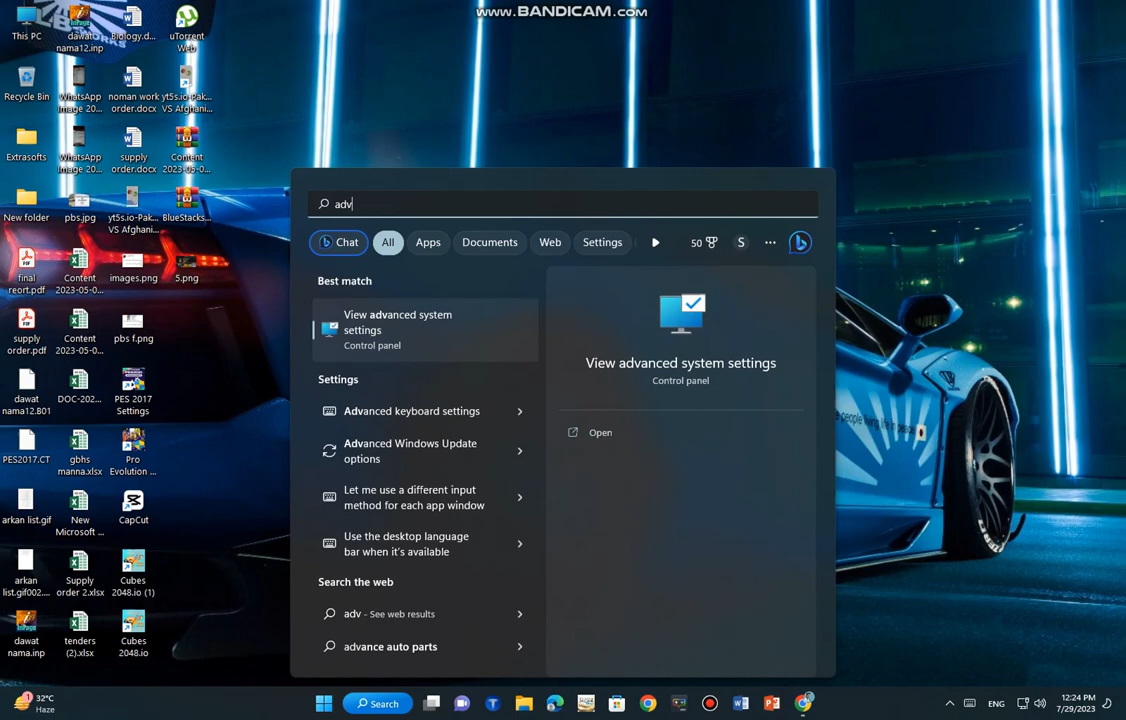 www.BANDICAM.com
This PC
dawat
nama12.inp
Biology.d...
uTorrent
Web
Recycle Bin
WhatsApp
Image 20...
noman work
order.docx
yt5s.io-Pak...
VS Afghani...
Extrasofts
WhatsApp
Image 20...
supply
order.docx
Content
2023-05-0...
New folder
pbs.jpg
yt5s.io-Pak...
VS Afghani...
BlueStacks...
final
reort.pdf
Content
2023-05-0...
images.png
5.png
supply
order.pdf
Content
2023-05-0...
pbs f.png
dawat
nama12.B01
DOC-202...
PES 2017
Settings
PES2017.CT
gbhs
manna.xlsx
Pro
Evolution ...
arkan list.gif
New
Microsoft ...
CapCut
arkan
list.gif002....
Supply
order 2.xlsx
Cubes
2048.io (1)
dawat
nama.inp
tenders
(2).xlsx
Cubes
2048.io
adv
Chat
All
Apps
Documents
Web
Settings
50
S
Best match
View advanced system
settings
Control panel
Settings
Advanced keyboard settings
Advanced Windows Update
options
Let me use a different input
method for each app window
Use the desktop language
bar when it's available
Search the web
adv - See web results
advance auto parts
View advanced system settings
Control panel
Open
people living life in peace
1
32°C
Haze
Search
ENG
12:24 PM
7/29/2023